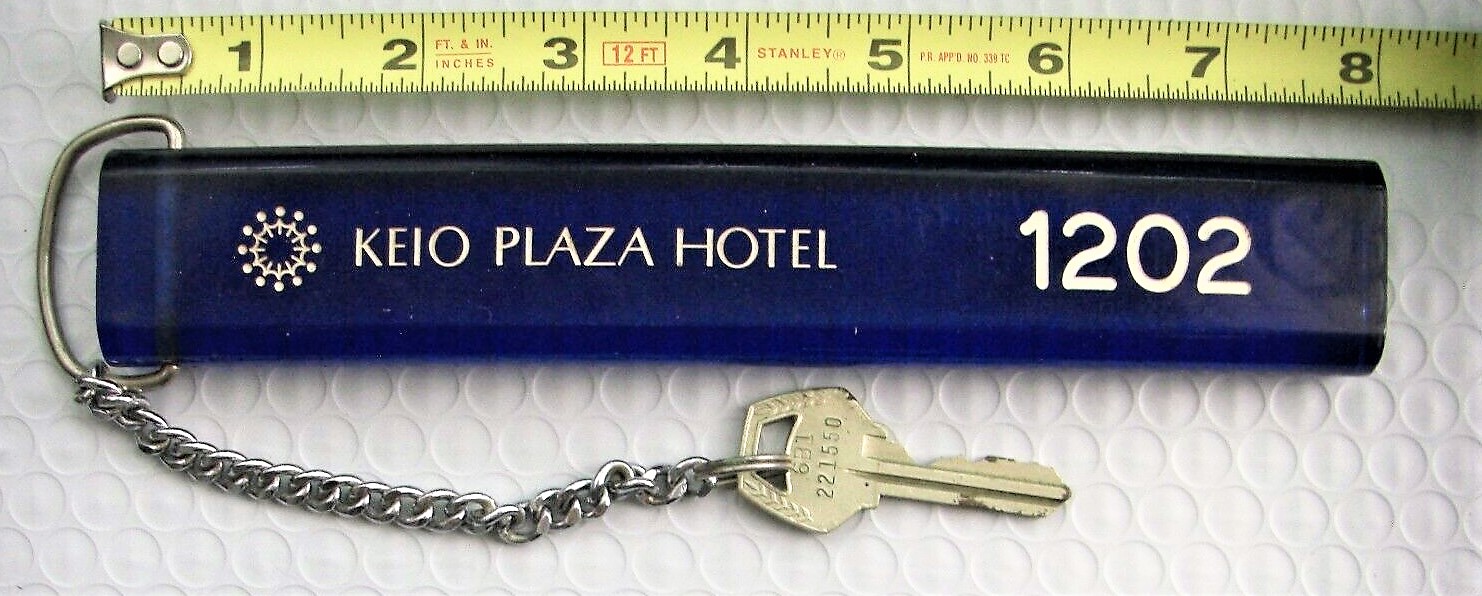 1 2 FT. & IN. INCHES 3 12 FT 4 STANLEY® 5 P.R. APP'D. NO. 339 TC 6 7 8
KEIO PLAZA HOTEL 1202
6B1
221550